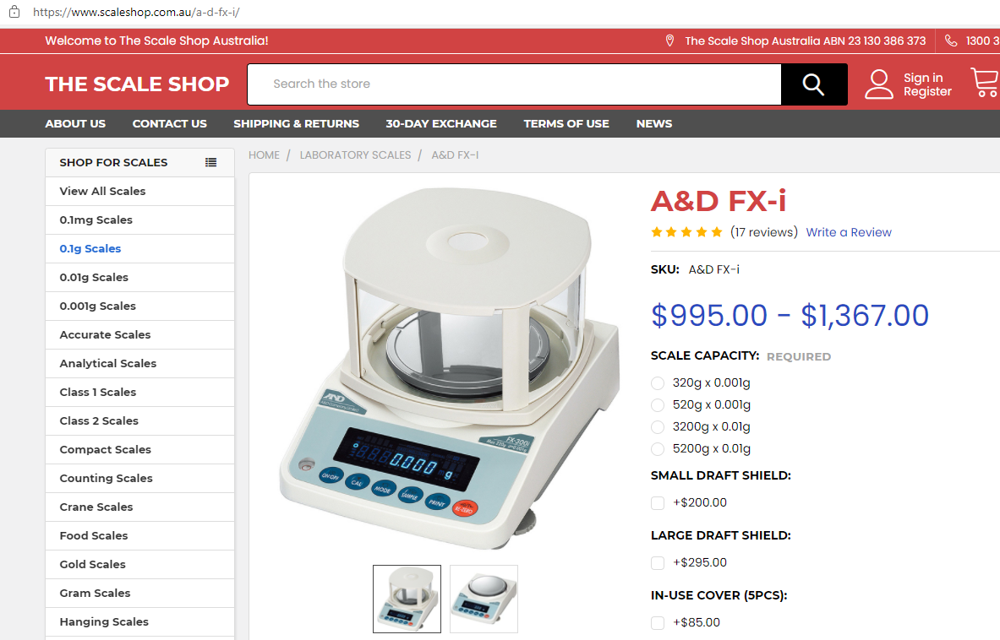 https://www.scaleshop.com.au/a-d-fx-i/
Welcome to The Scale Shop Australia!
The Scale Shop Australia ABN 23 130 386 373
1300 3
THE SCALE SHOP
Search the store
Sign in
Register
ABOUT US
CONTACT US
SHIPPING & RETURNS
30-DAY EXCHANGE
TERMS OF USE
NEWS
SHOP FOR SCALES
View All Scales
0.1mg Scales
0.1g Scales
0.01g Scales
0.001g Scales
Accurate Scales
Analytical Scales
Class 1 Scales
Class 2 Scales
Compact Scales
Counting Scales
Crane Scales
Food Scales
Gold Scales
Gram Scales
Hanging Scales
HOME / LABORATORY SCALES / A&D FX-I
AND
FX-300i
0.000 g
ON:OFF
CAL
MODE
SAMPLE
PRINT
RE-ZERO
A&D FX-i
(17 reviews) Write a Review
SKU: A&D FX-i
$995.00 - $1,367.00
SCALE CAPACITY: REQUIRED
320g x 0.001g
520g x 0.001g
3200g x 0.01g
5200g x 0.01g
SMALL DRAFT SHIELD:
+$200.00
LARGE DRAFT SHIELD:
+$295.00
IN-USE COVER (5PCS):
+$85.00